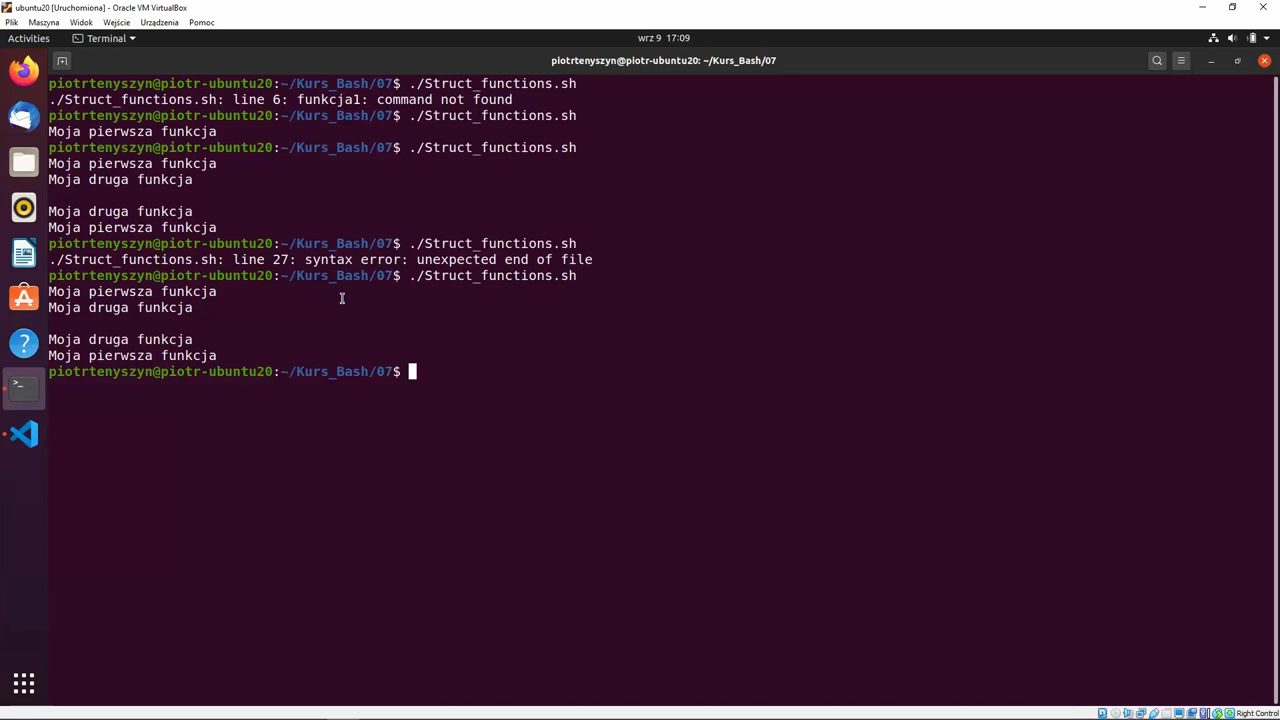 ubuntu20 [Uruchomiona] - Oracle VM VirtualBox
Plik Maszyna Widok Wejście Urządzenia Pomoc
Activities Terminal wrz 9 17:09
piotrtenyszyn@piotr-ubuntu20: ~/Kurs_Bash/07
piotrtenyszyn@piotr-ubuntu20:~/Kurs_Bash/07$ ./Struct_functions.sh
./Struct_functions.sh: line 6: funkcja1: command not found
piotrtenyszyn@piotr-ubuntu20:~/Kurs_Bash/07$ ./Struct_functions.sh
Moja pierwsza funkcja
piotrtenyszyn@piotr-ubuntu20:~/Kurs_Bash/07$ ./Struct_functions.sh
Moja pierwsza funkcja
Moja druga funkcja
Moja druga funkcja
Moja pierwsza funkcja
piotrtenyszyn@piotr-ubuntu20:~/Kurs_Bash/07$ ./Struct_functions.sh
./Struct_functions.sh: line 27: syntax error: unexpected end of file
piotrtenyszyn@piotr-ubuntu20:~/Kurs_Bash/07$ ./Struct_functions.sh
Moja pierwsza funkcja
Moja druga funkcja
Moja druga funkcja
Moja pierwsza funkcja
piotrtenyszyn@piotr-ubuntu20:~/Kurs_Bash/07$
Right Control